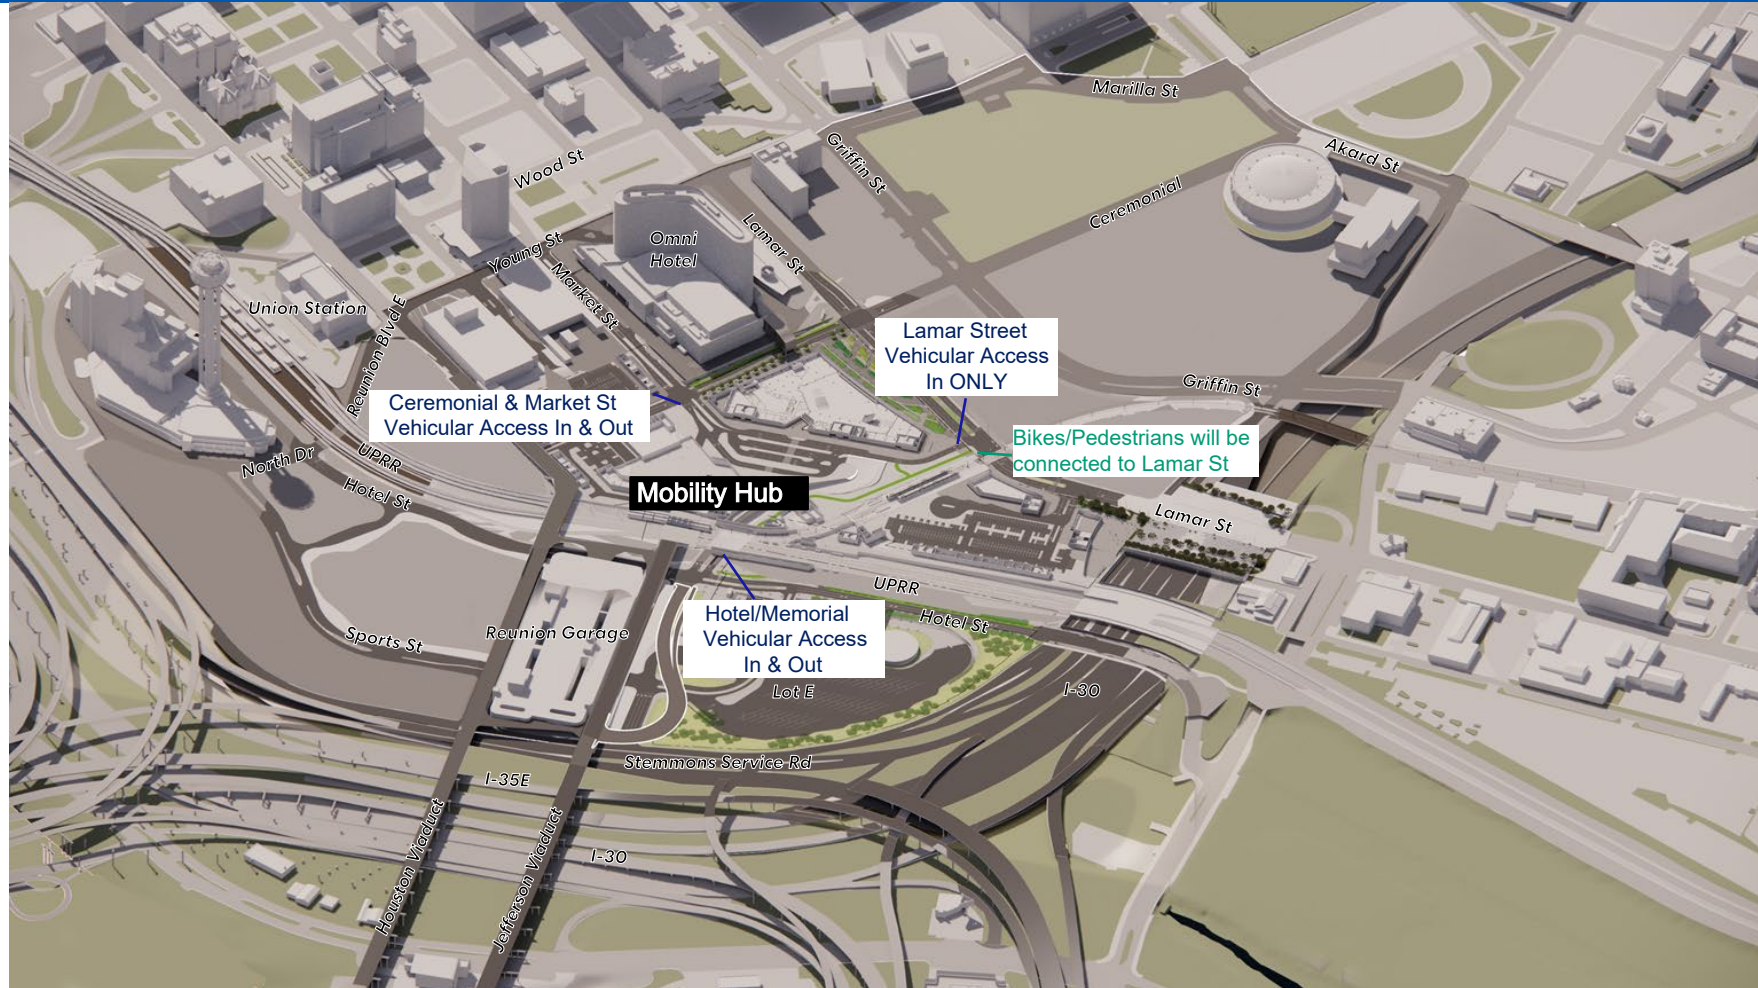 Marilla St
Griffin St
Akard St
Wood St
Ceremonial
Lamar St
Omni
Hotel
Young St
Market St
Union Station
Reunion Blvd E
Lamar Street
Vehicular Access
In ONLY
Griffin St
Ceremonial & Market St
Vehicular Access In & Out
Bikes/Pedestrians will be
connected to Lamar St
North Dr
UPRR
Hotel St
Mobility Hub
Lamar St
UPRR
Hotel St
Hotel/Memorial
Vehicular Access
In & Out
Sports St
Reunion Garage
Lot E
I-30
Stemmons Service Rd
I-35E
I-30
Houston Viaduct
Jefferson Viaduct